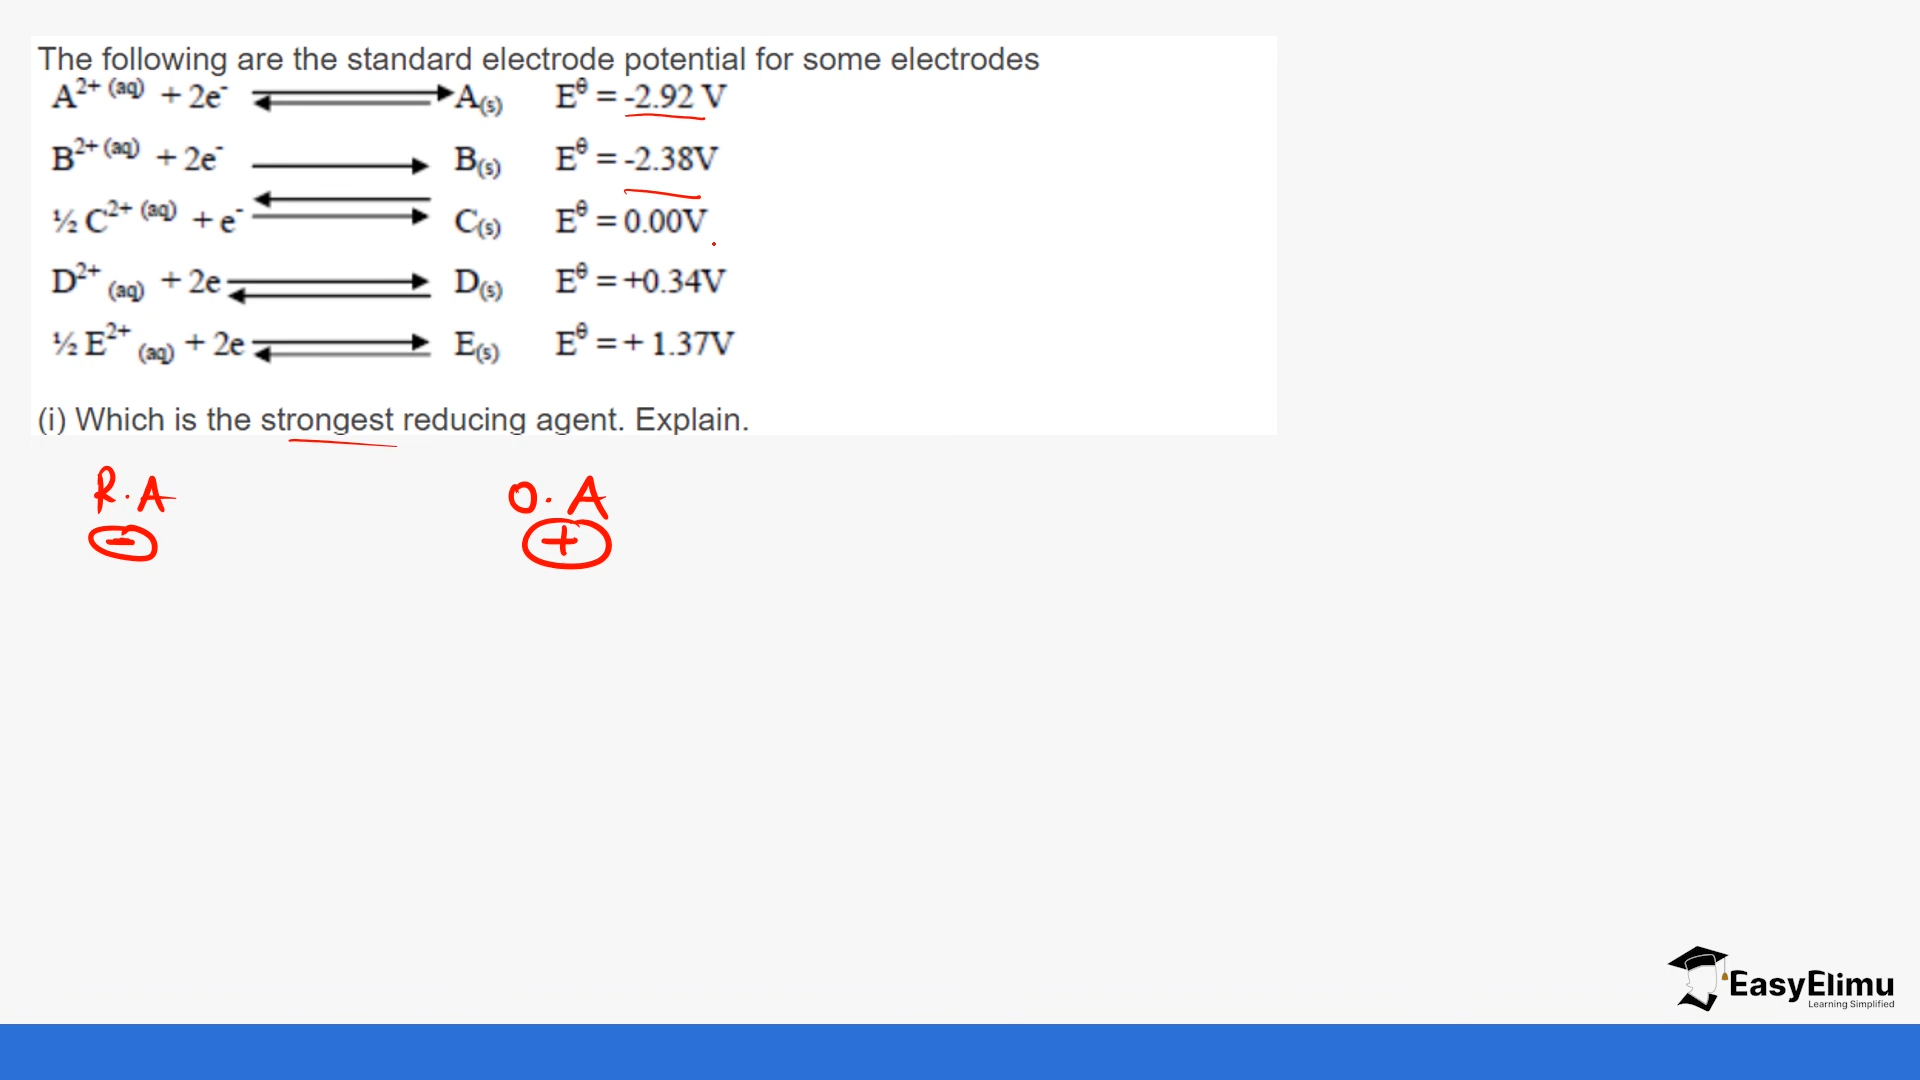 The following are the standard electrode potential for some electrodes
A²⁺ ⁽ᵃq⁾ + 2e⁻ ⇌ A₍ₛ₎ Eᶿ = -2.92 V
B²⁺ ⁽ᵃq⁾ + 2e⁻ → B₍ₛ₎ Eᶿ = -2.38V
½ C²⁺ ⁽ᵃq⁾ + e⁻ ⇌ C₍ₛ₎ Eᶿ = 0.00V
D²⁺ (aq) + 2e ⇌ D₍ₛ₎ Eᶿ = +0.34V
½ E²⁺ (aq) + 2e ⇌ E₍ₛ₎ Eᶿ = + 1.37V
(i) Which is the strongest reducing agent. Explain.
R.A O.A
- +
EasyElimu
Learning Simplified